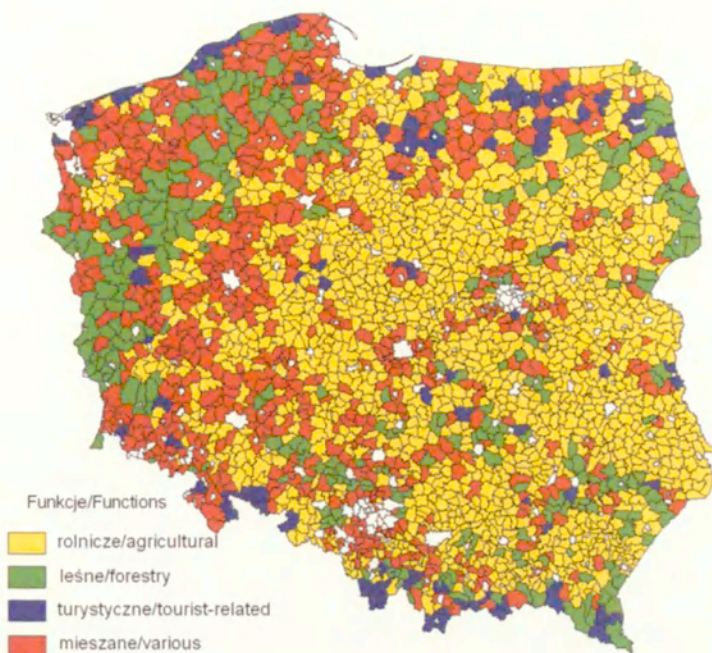 Funkcje/Functions
rolnicze/agricultural
leśne/forestry
turystyczne/tourist-related
mieszane/various